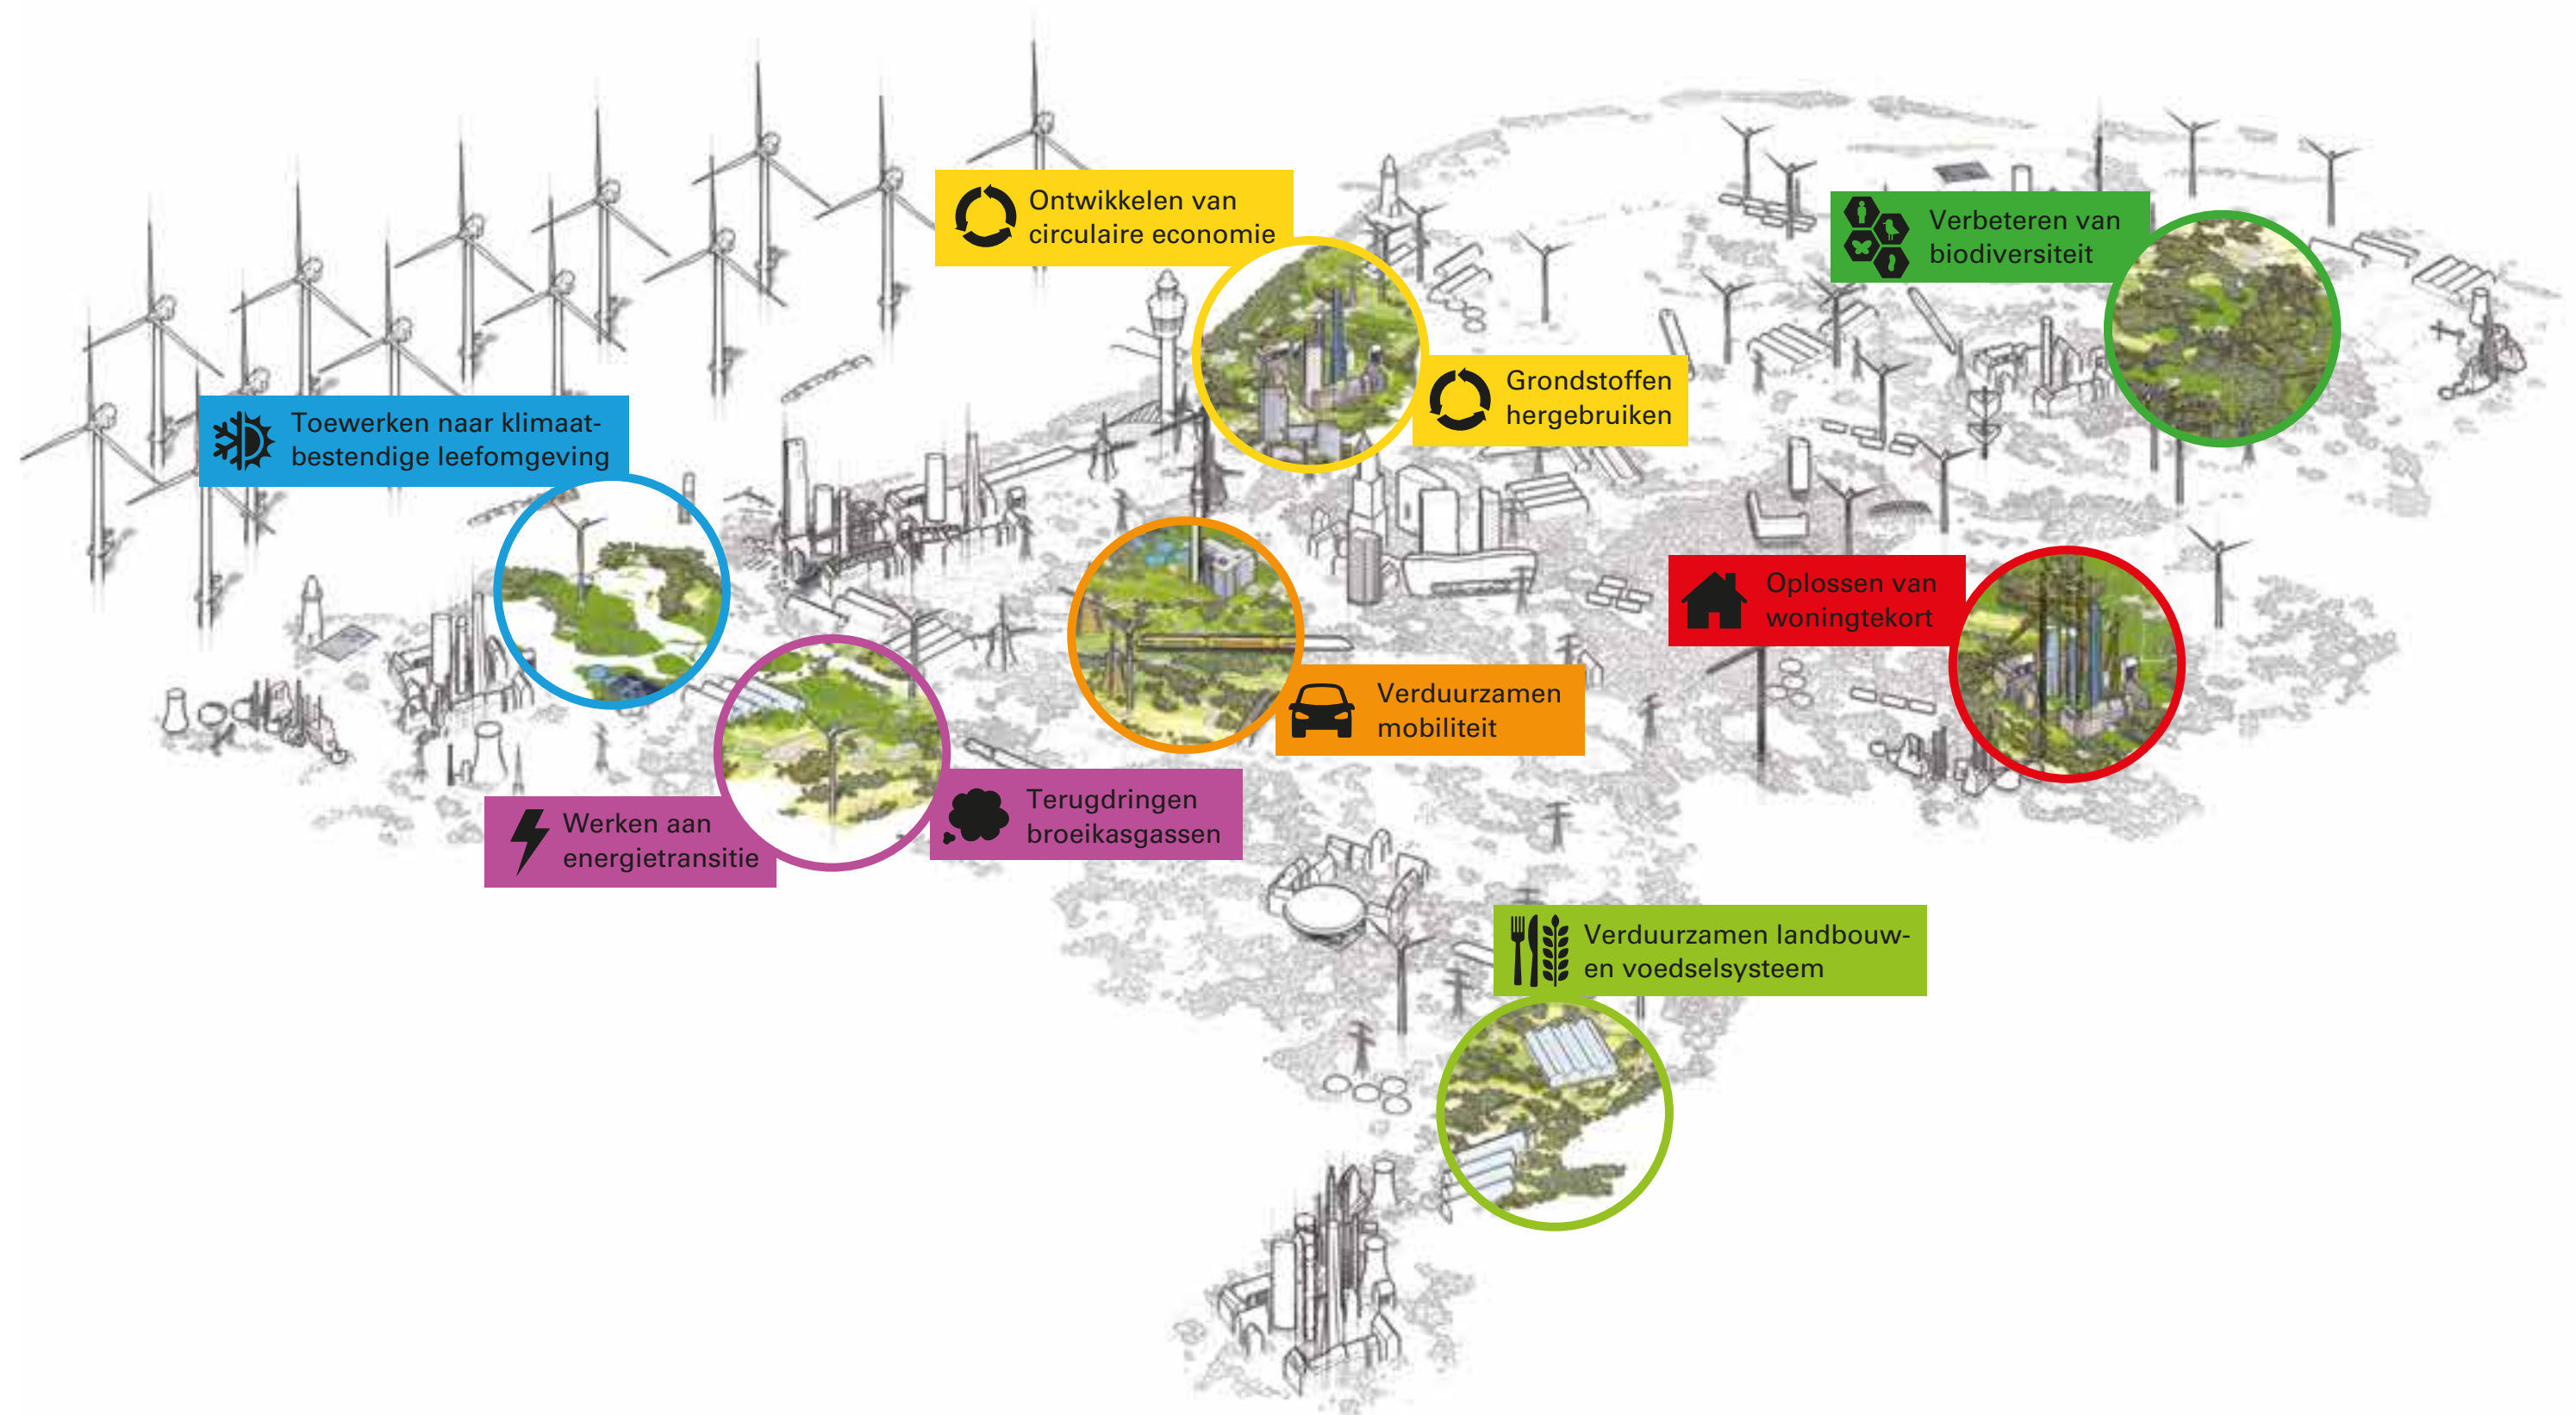 Ontwikkelen van
circulaire economie
Verbeteren van
biodiversiteit
Grondstoffen
hergebruiken
Toewerken naar klimaat-
bestendige leefomgeving
Oplossen van
woningtekort
Verduurzamen
mobiliteit
Terugdringen
broeikasgassen
Werken aan
energietransitie
Verduurzamen landbouw-
en voedselsysteem